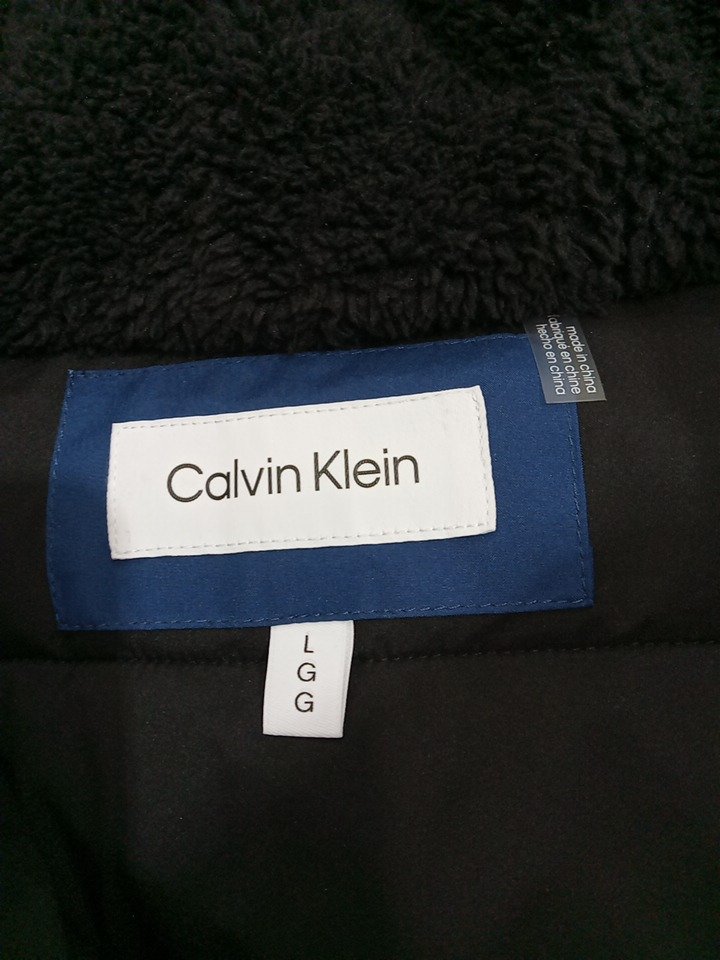 made in china
fabriqué en chine
hecho en china
Calvin Klein
L
G
G